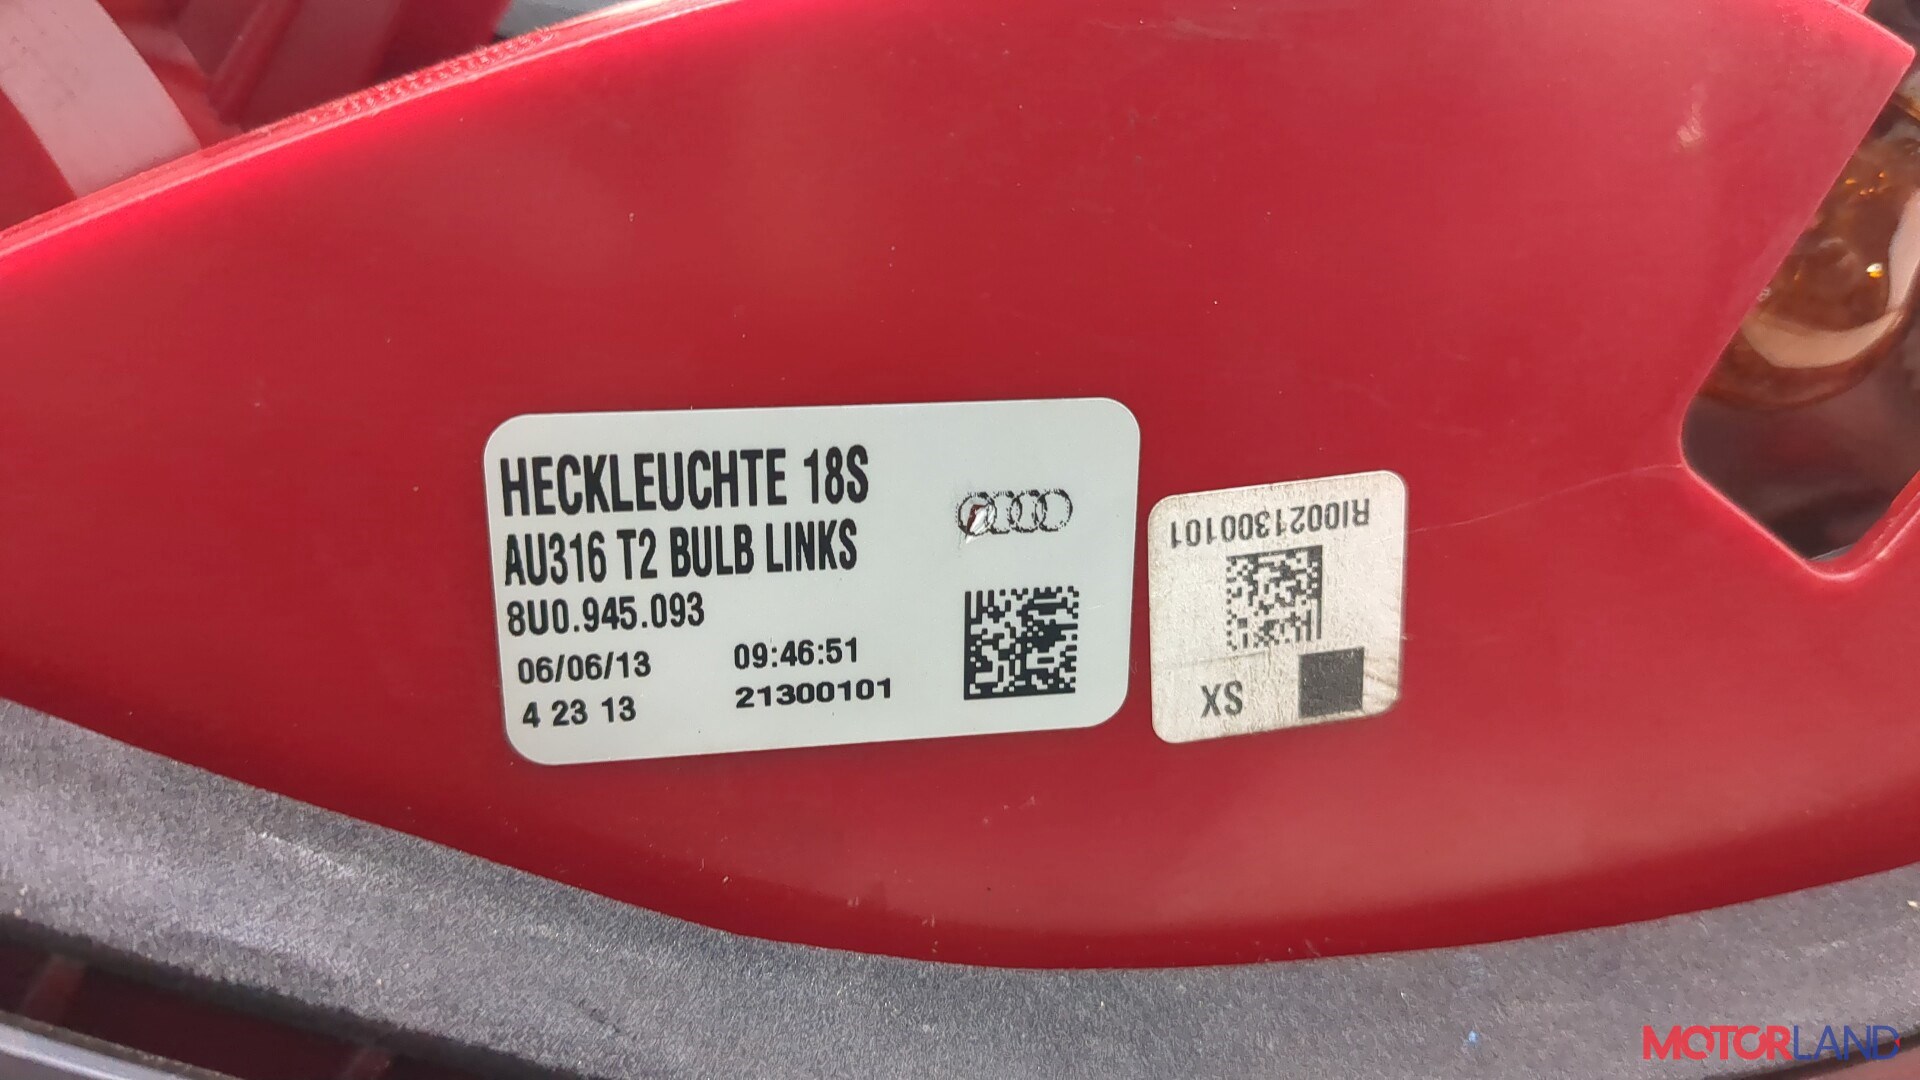 HECKLEUCHTE 18S
AU316 T2 BULB LINKS
8U0.945.093
06/06/13 09:46:51
4 23 13 21300101
RI0021300101
SX
MOTORLAND